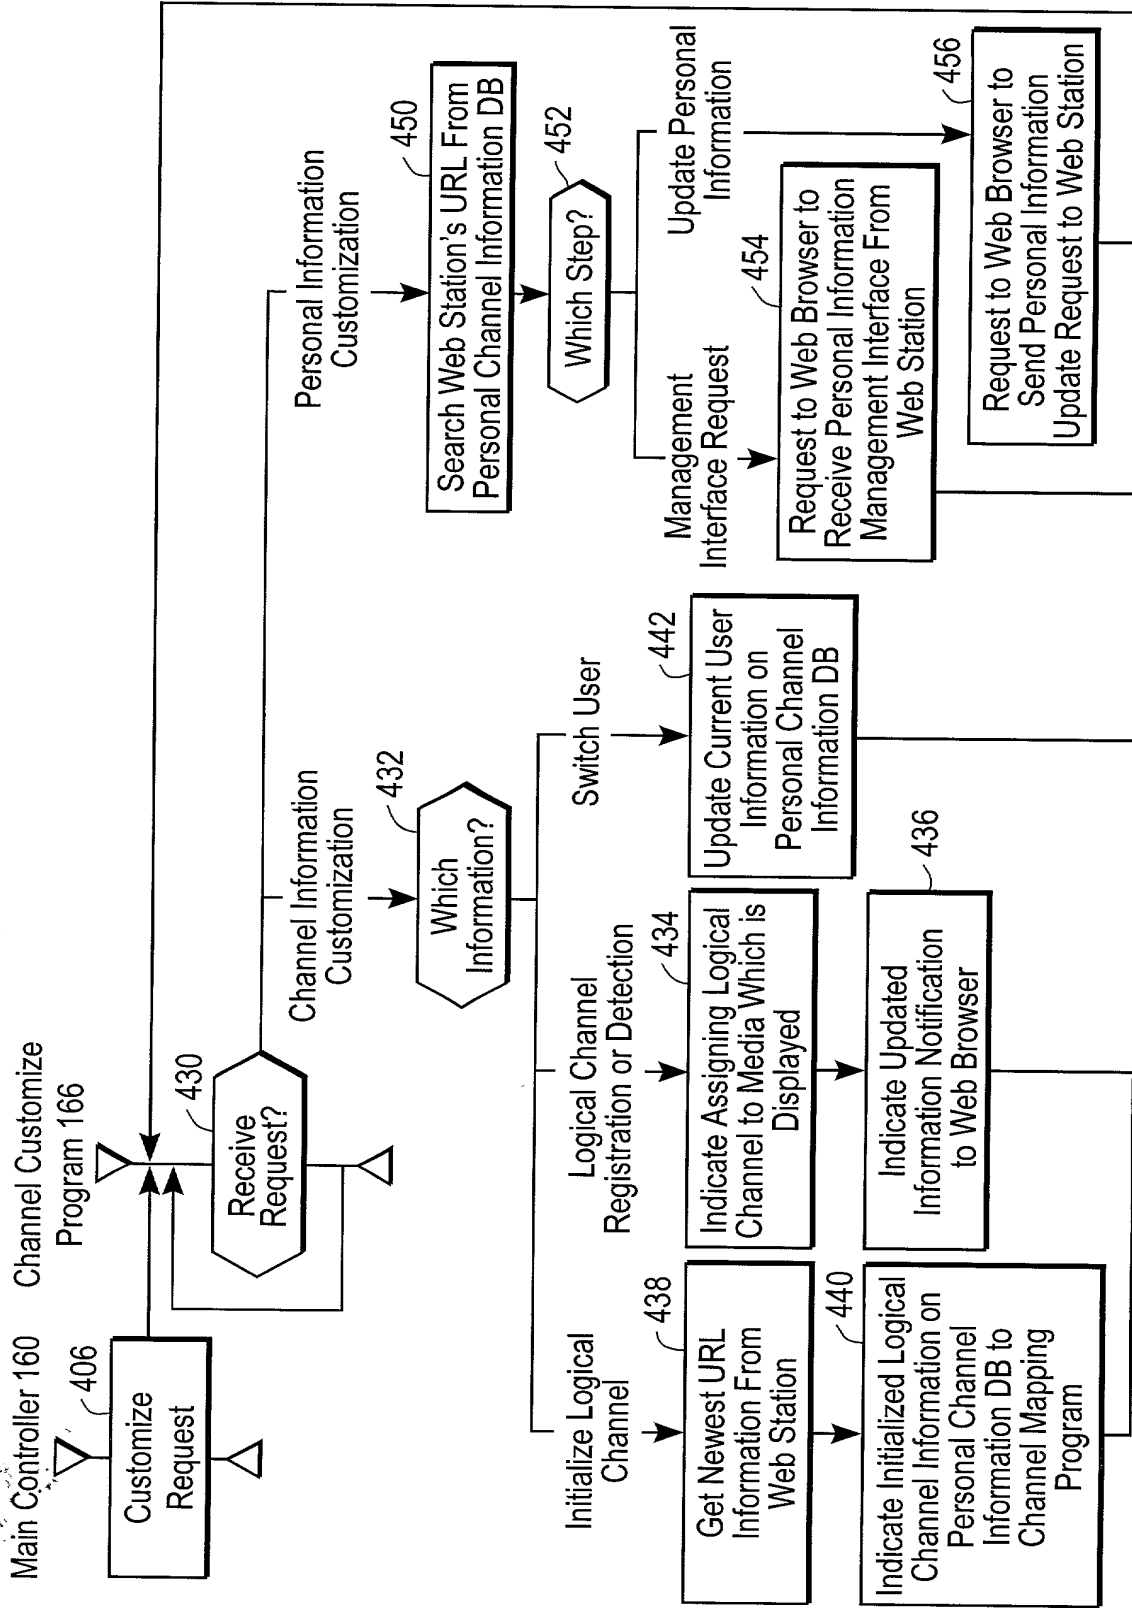 Main Controller 160
406
Customize
Request
Channel Customize
Program 166
430
Receive
Request?
Channel Information
Customization
432
Which
Information?
Initialize Logical
Channel
438
Get Newest URL
Information From
Web Station
440
Indicate Initialized Logical
Channel Information on
Personal Channel
Information DB to
Channel Mapping
Program
Logical Channel
Registration or Detection
434
Indicate Assigning Logical
Channel to Media Which is
Displayed
436
Indicate Updated
Information Notification
to Web Browser
Switch User
442
Update Current User
Information on
Personal Channel
Information DB
Personal Information
Customization
450
Search Web Station's URL From
Personal Channel Information DB
452
Which Step?
Management
Interface Request
454
Request to Web Browser to
Receive Personal Information
Management Interface From
Web Station
Update Personal
Information
456
Request to Web Browser to
Send Personal Information
Update Request to Web Station